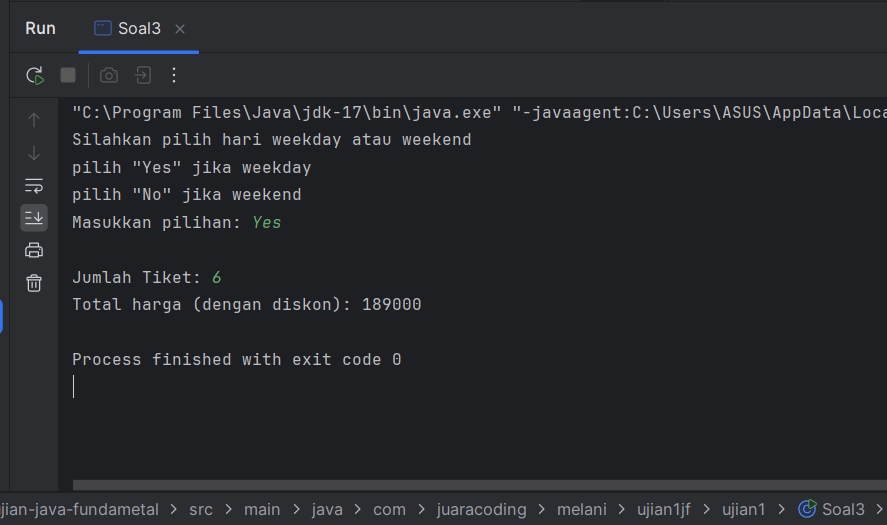 Run Soal3
"C:\Program Files\Java\jdk-17\bin\java.exe" "-javaagent:C:\Users\ASUS\AppData\Loca
Silahkan pilih hari weekday atau weekend
pilih "Yes" jika weekday
pilih "No" jika weekend
Masukkan pilihan: Yes
Jumlah Tiket: 6
Total harga (dengan diskon): 189000
Process finished with exit code 0
jian-java-fundametal > src > main > java > com > juaracoding > melani > ujian1jf > ujian1 > Soal3 >